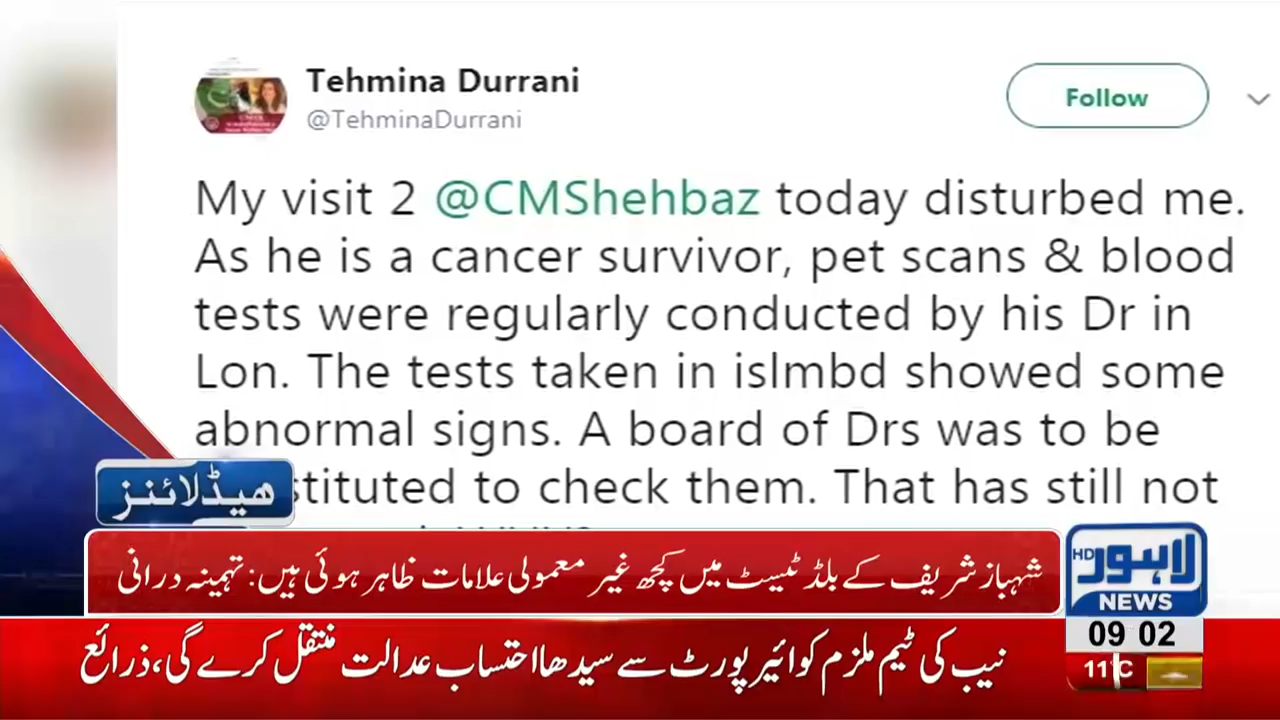 Tehmina Durrani
@TehminaDurrani
Follow
My visit 2 @CMShehbaz today disturbed me.
As he is a cancer survivor, pet scans & blood
tests were regularly conducted by his Dr in
Lon. The tests taken in islmbd showed some
abnormal signs. A board of Drs was to be
stituted to check them. That has still not
ھیڈلائنز
شہباز شریف کے بلڈ ٹیسٹ میں کچھ غیر معمولی علامات ظاہر ہوئی ہیں: تہمینہ درانی
لاہور HD
NEWS
09 02
11°C
نیب کی ٹیم ملزم کو ائیرپورٹ سے سیدھا احتساب عدالت منتقل کرے گی، ذرائع